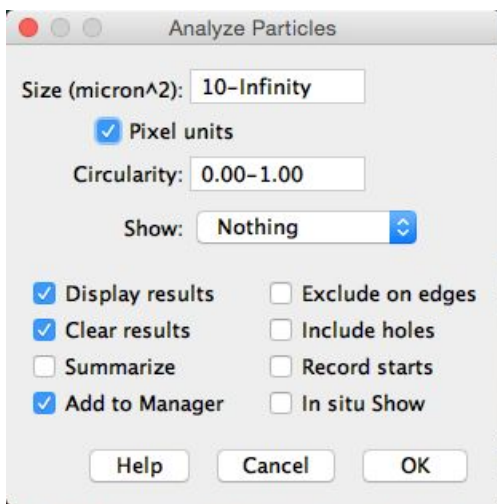 Analyze Particles
Size (micron^2): 10-Infinity
Pixel units
Circularity: 0.00-1.00
Show: Nothing
Display results Exclude on edges
Clear results Include holes
Summarize Record starts
Add to Manager In situ Show
Help Cancel OK